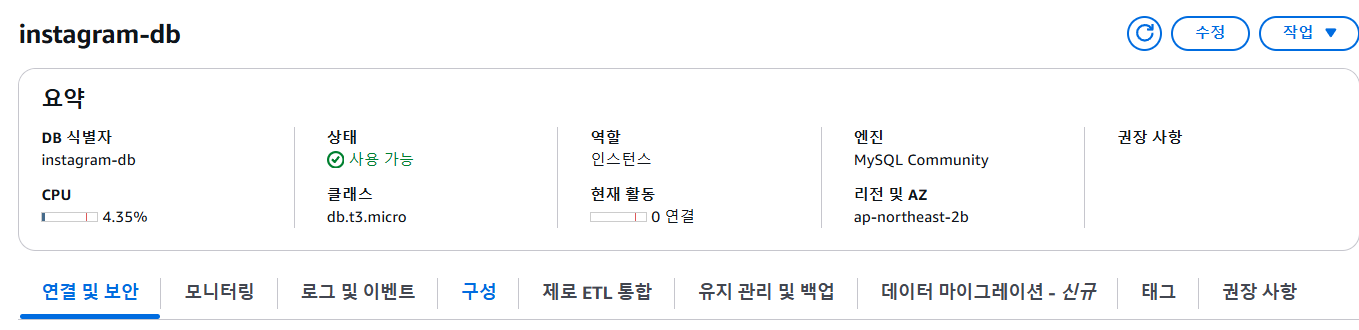 instagram-db
수정
작업
요약
DB 식별자
instagram-db
상태
사용 가능
역할
인스턴스
엔진
MySQL Community
권장 사항
CPU
4.35%
클래스
db.t3.micro
현재 활동
0 연결
리전 및 AZ
ap-northeast-2b
연결 및 보안
모니터링
로그 및 이벤트
구성
제로 ETL 통합
유지 관리 및 백업
데이터 마이그레이션 - 신규
태그
권장 사항